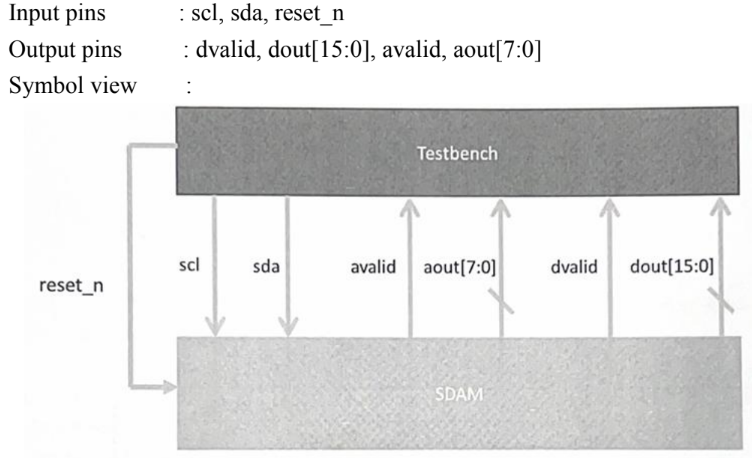 Input pins : scl, sda, reset_n
Output pins : dvalid, dout[15:0], avalid, aout[7:0]
Symbol view :
Testbench
scl sda avalid aout[7:0] dvalid dout[15:0]
reset_n
SDAM